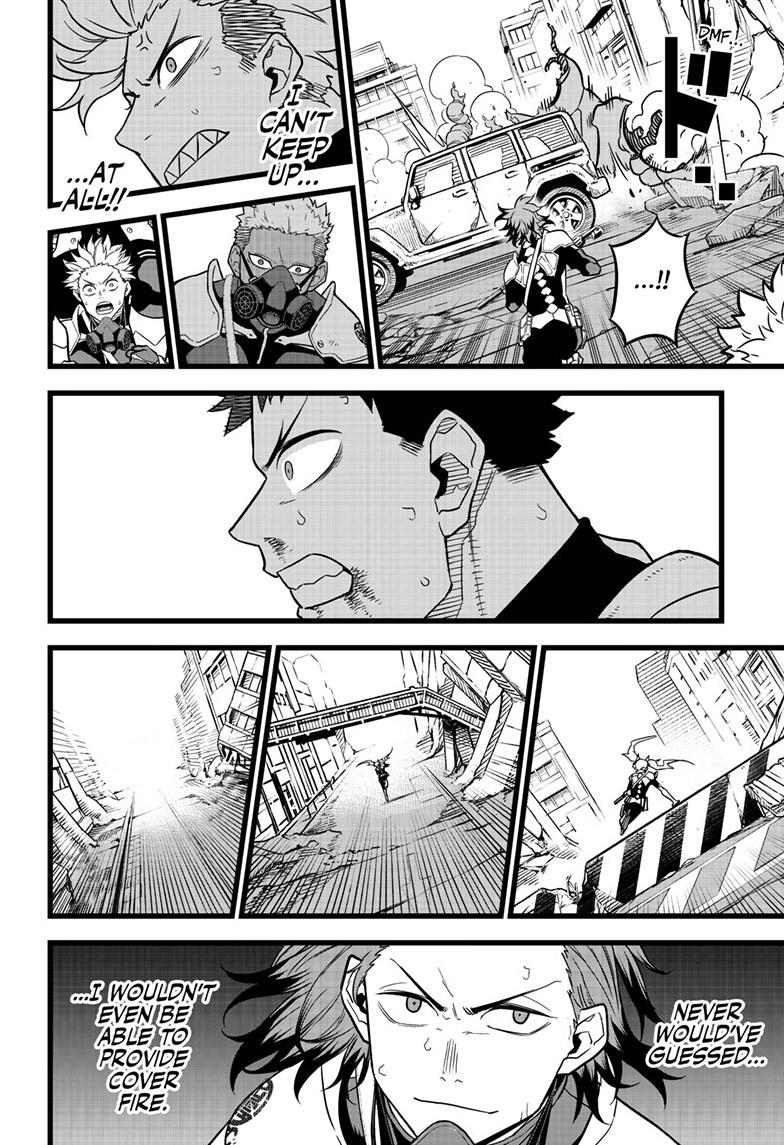 DMF...
ドド..
...!!
I
CAN'T
KEEP
UP...
...AT
ALL!!
NEVER
WOULD'VE
GUESSED...
...I WOULDN'T
EVEN BE
ABLE TO
PROVIDE
COVER
FIRE.